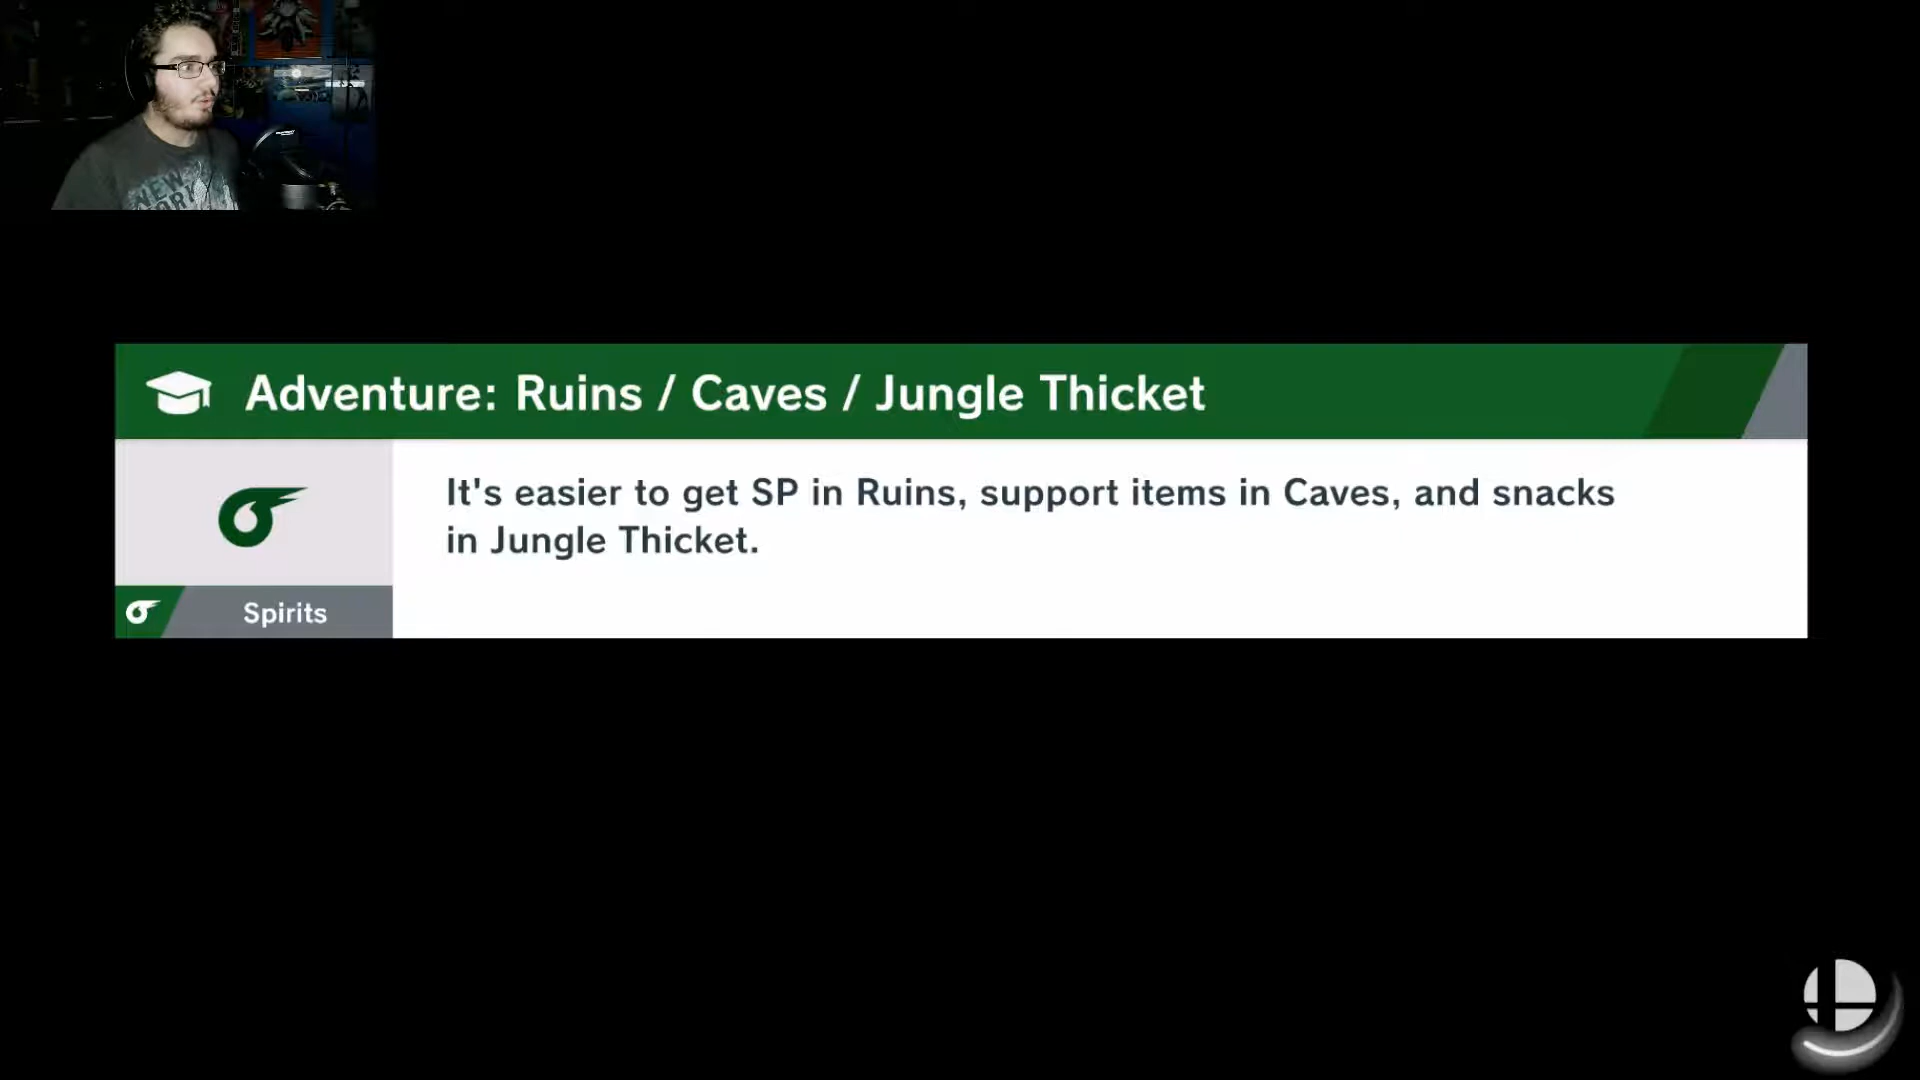 NEW
Adventure: Ruins / Caves / Jungle Thicket
It's easier to get SP in Ruins, support items in Caves, and snacks
in Jungle Thicket.
Spirits